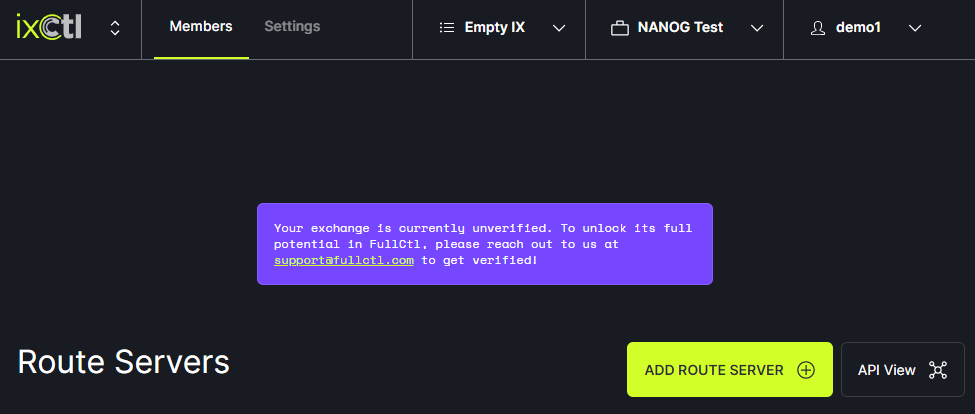 ixCtl Members Settings Empty IX NANOG Test demo1
Your exchange is currently unverified. To unlock its full
potential in FullCtl, please reach out to us at
support@fullctl.com to get verified!
Route Servers ADD ROUTE SERVER API View